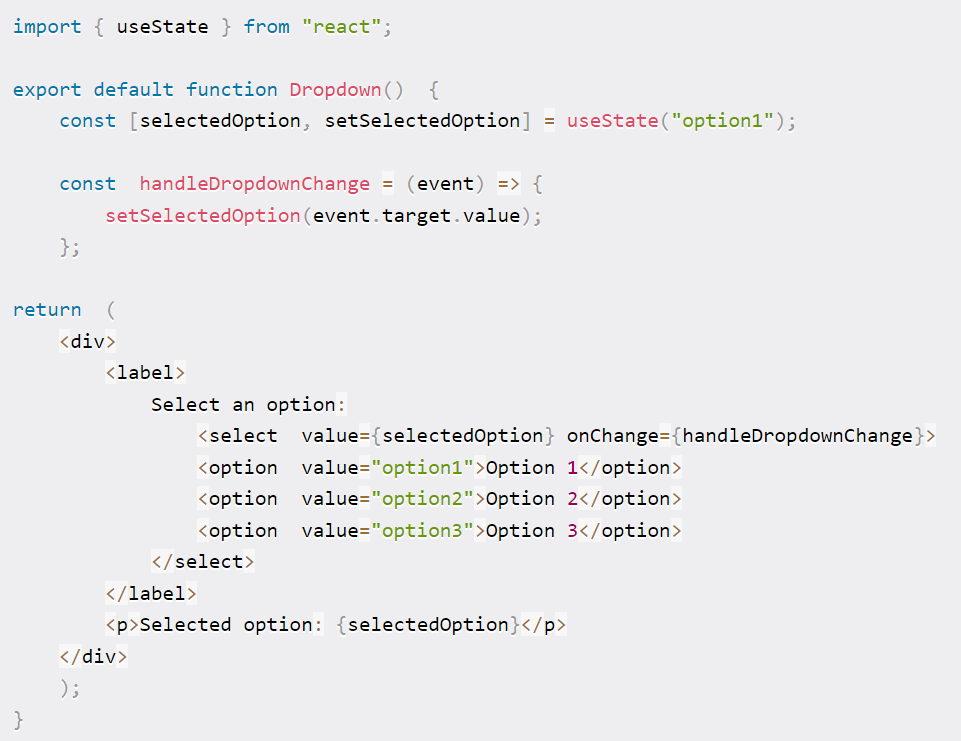 import { useState } from "react";

export default function Dropdown()  {
    const [selectedOption, setSelectedOption] = useState("option1");

    const  handleDropdownChange = (event) => {
        setSelectedOption(event.target.value);
    };

return  (
    <div>
        <label>
            Select an option:
                <select  value={selectedOption} onChange={handleDropdownChange}>
                <option  value="option1">Option 1</option>
                <option  value="option2">Option 2</option>
                <option  value="option3">Option 3</option>
            </select>
        </label>
        <p>Selected option: {selectedOption}</p>
    </div>
    );
}